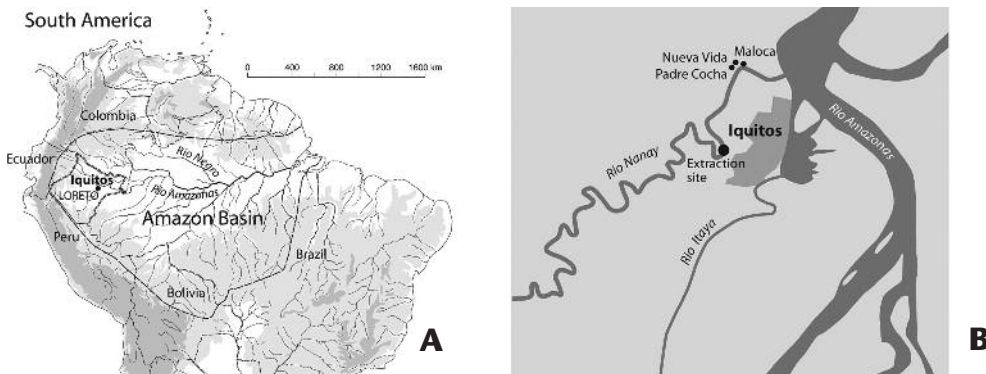 South America
0 400 800 1200 1600 km
Colombia
Ecuador
Rio Negro
Iquitos
LORETO
Rio Amazonas
Amazon Basin
Peru
Brazil
Bolivia
A
Nueva Vida
Maloca
Padre Cocha
Iquitos
Rio Amazonas
Rio Nanay
Extraction
site
Rio Itaya
B